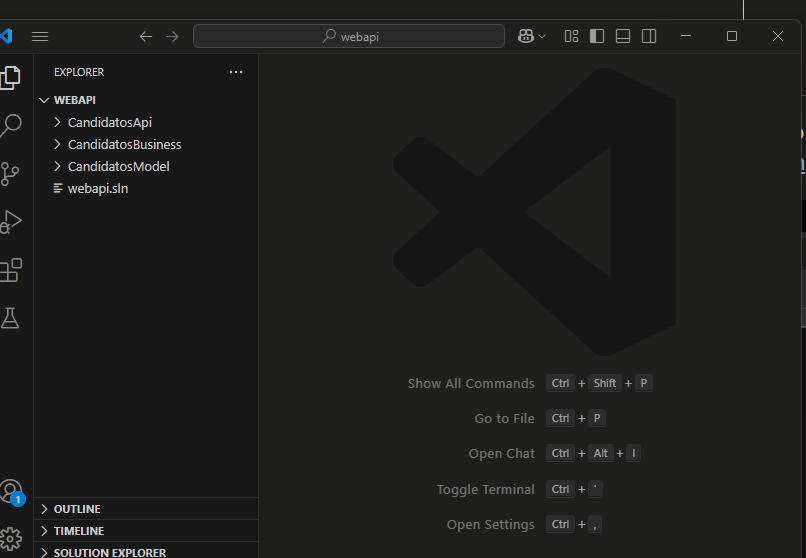 webapi
EXPLORER
WEBAPI
CandidatosApi
CandidatosBusiness
CandidatosModel
webapi.sln
Show All Commands Ctrl + Shift + P
Go to File Ctrl + P
Open Chat Ctrl + Alt + I
Toggle Terminal Ctrl + `
Open Settings Ctrl + ,
1
OUTLINE
TIMELINE
SOLUTION EXPLORER